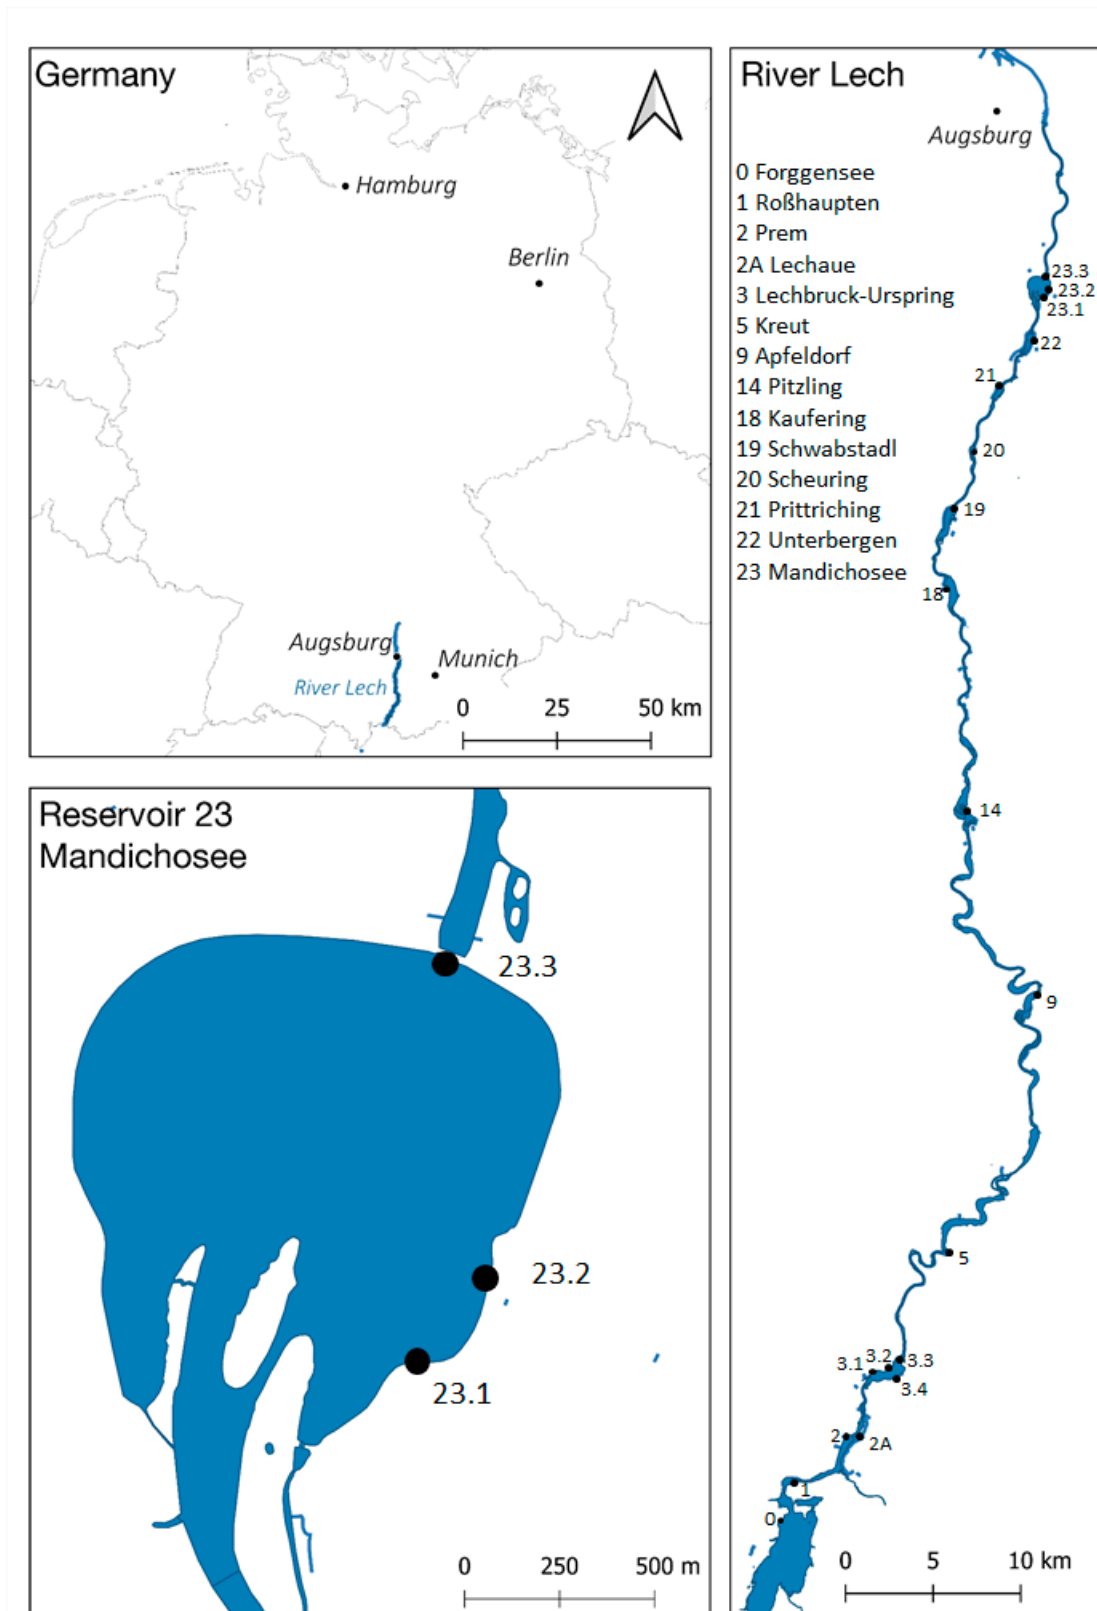 Germany
Hamburg
Berlin
Augsburg
Munich
River Lech
0 25 50 km
Reservoir 23
Mandichosee
23.3
23.2
23.1
0 250 500 m
River Lech
Augsburg
0 Forggensee
1 Roßhaupten
2 Prem
2A Lechaue
3 Lechbruck-Urspring
5 Kreut
9 Apfeldorf
14 Pitzling
18 Kaufering
19 Schwabstadl
20 Scheuring
21 Prittriching
22 Unterbergen
23 Mandichosee
23.3
23.2
23.1
22
21
20
19
18
14
9
5
3.1 3.2 3.3
3.4
2 2A
1
0
0 5 10 km